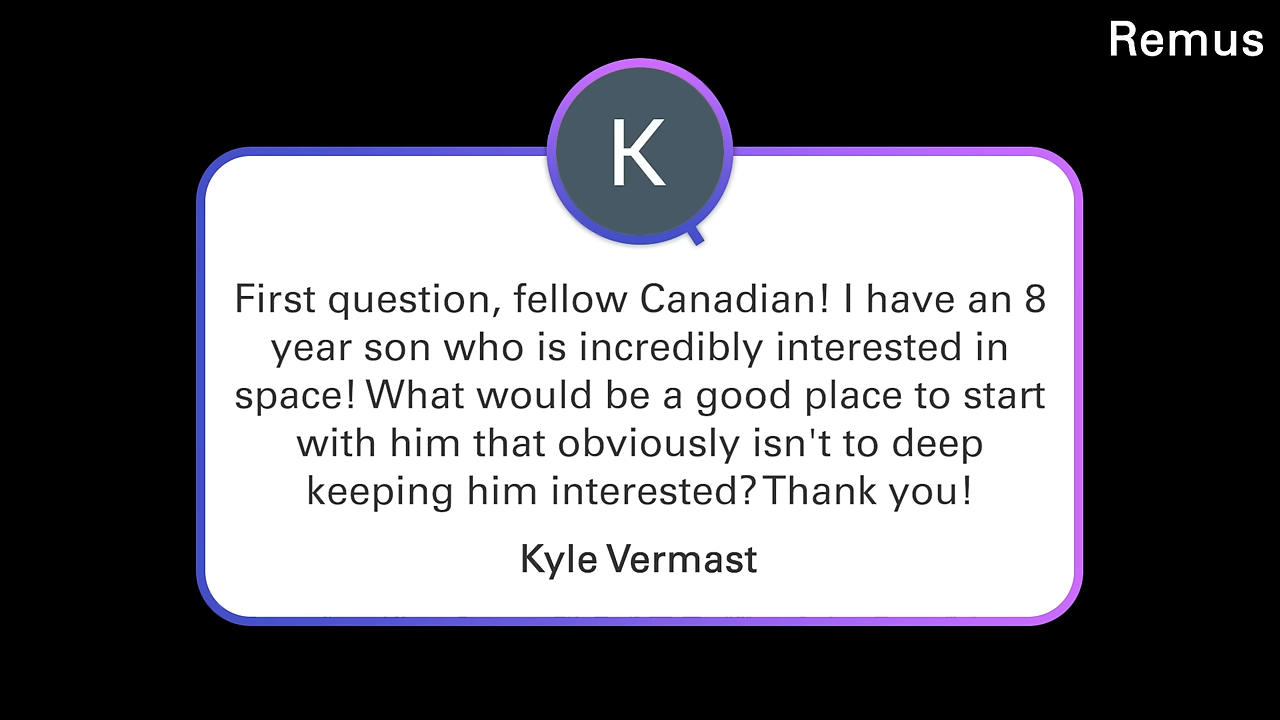 Remus
K
First question, fellow Canadian! I have an 8
year son who is incredibly interested in
space! What would be a good place to start
with him that obviously isn't to deep
keeping him interested? Thank you!
Kyle Vermast